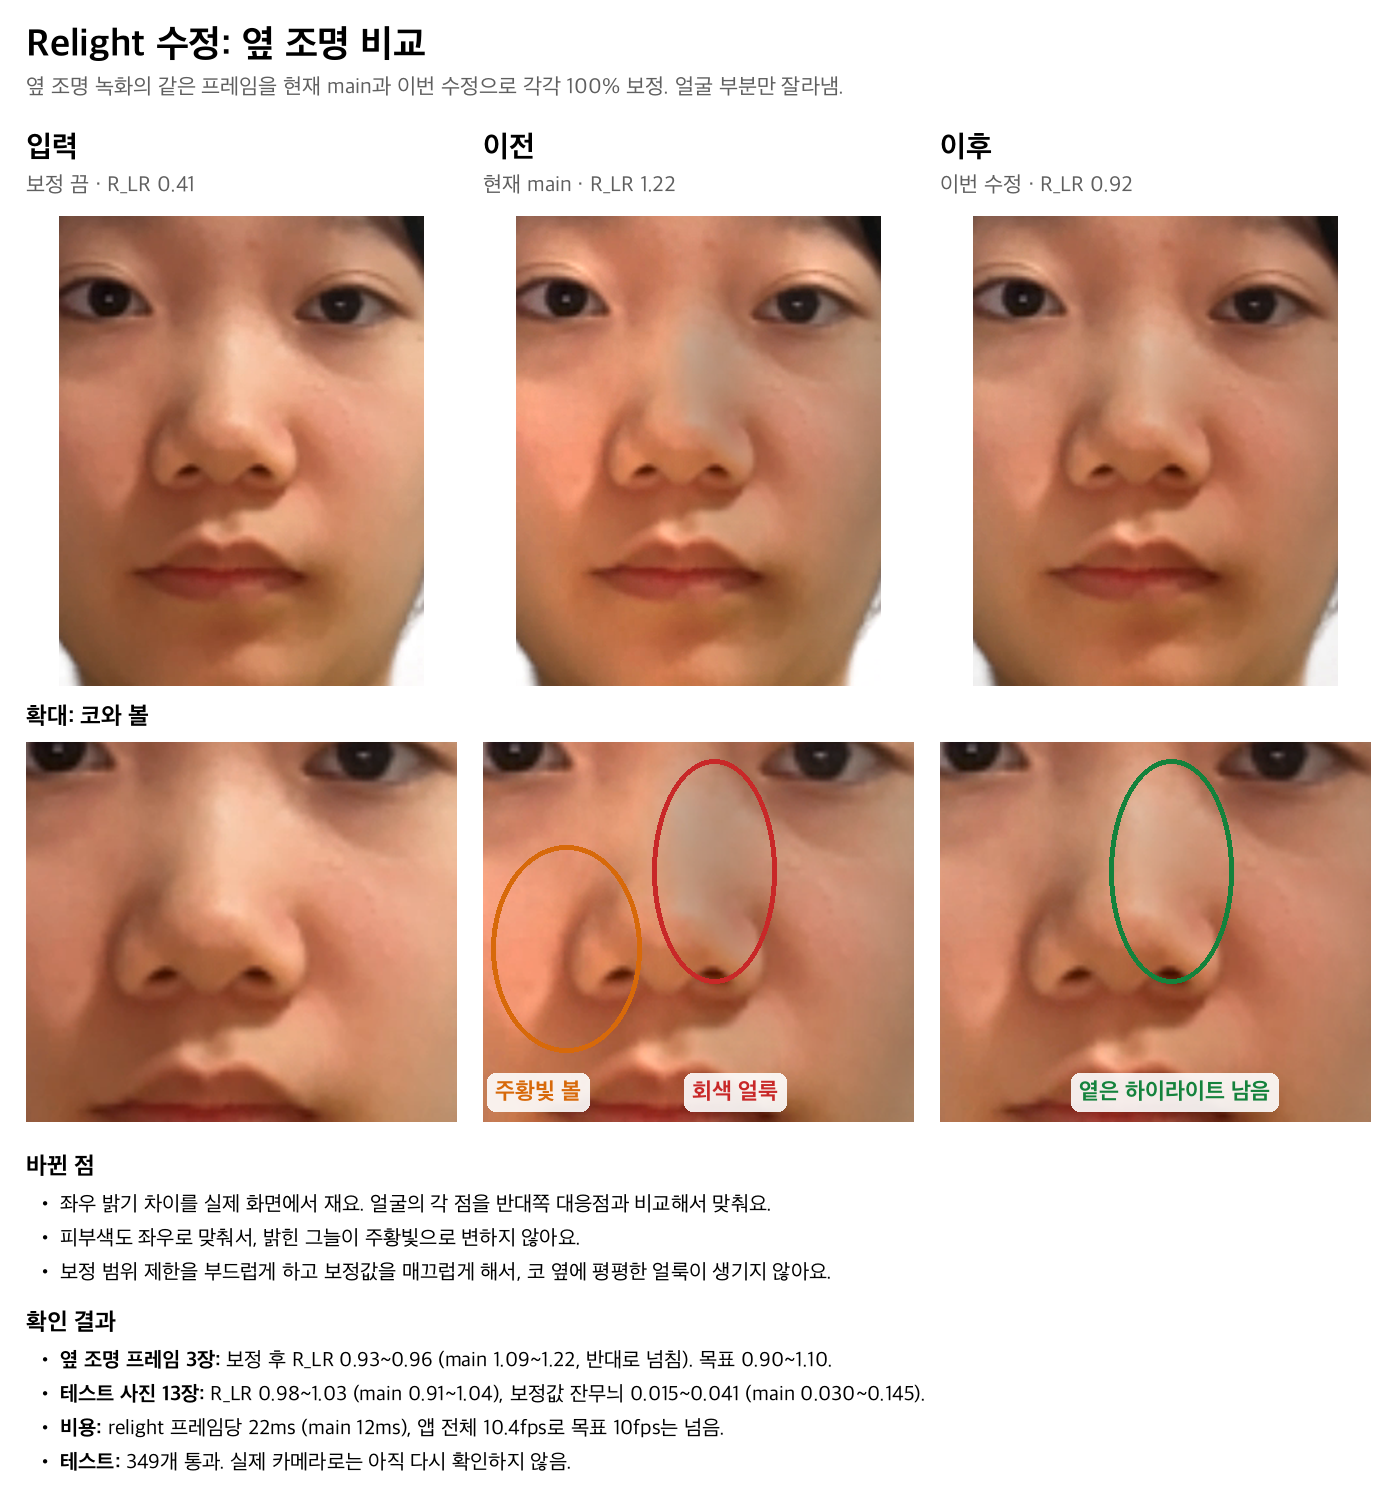 Relight 수정: 옆 조명 비교
옆 조명 녹화의 같은 프레임을 현재 main과 이번 수정으로 각각 100% 보정. 얼굴 부분만 잘라냄.
입력
보정 끔 · R_LR 0.41
이전
현재 main · R_LR 1.22
이후
이번 수정 · R_LR 0.92
확대: 코와 볼
주황빛 볼
회색 얼룩
옅은 하이라이트 남음
바뀐 점
• 좌우 밝기 차이를 실제 화면에서 재요. 얼굴의 각 점을 반대쪽 대응점과 비교해서 맞춰요.
• 피부색도 좌우로 맞춰서, 밝힌 그늘이 주황빛으로 변하지 않아요.
• 보정 범위 제한을 부드럽게 하고 보정값을 매끄럽게 해서, 코 옆에 평평한 얼룩이 생기지 않아요.
확인 결과
• 옆 조명 프레임 3장: 보정 후 R_LR 0.93~0.96 (main 1.09~1.22, 반대로 넘침). 목표 0.90~1.10.
• 테스트 사진 13장: R_LR 0.98~1.03 (main 0.91~1.04), 보정값 잔무늬 0.015~0.041 (main 0.030~0.145).
• 비용: relight 프레임당 22ms (main 12ms), 앱 전체 10.4fps로 목표 10fps는 넘음.
• 테스트: 349개 통과. 실제 카메라로는 아직 다시 확인하지 않음.